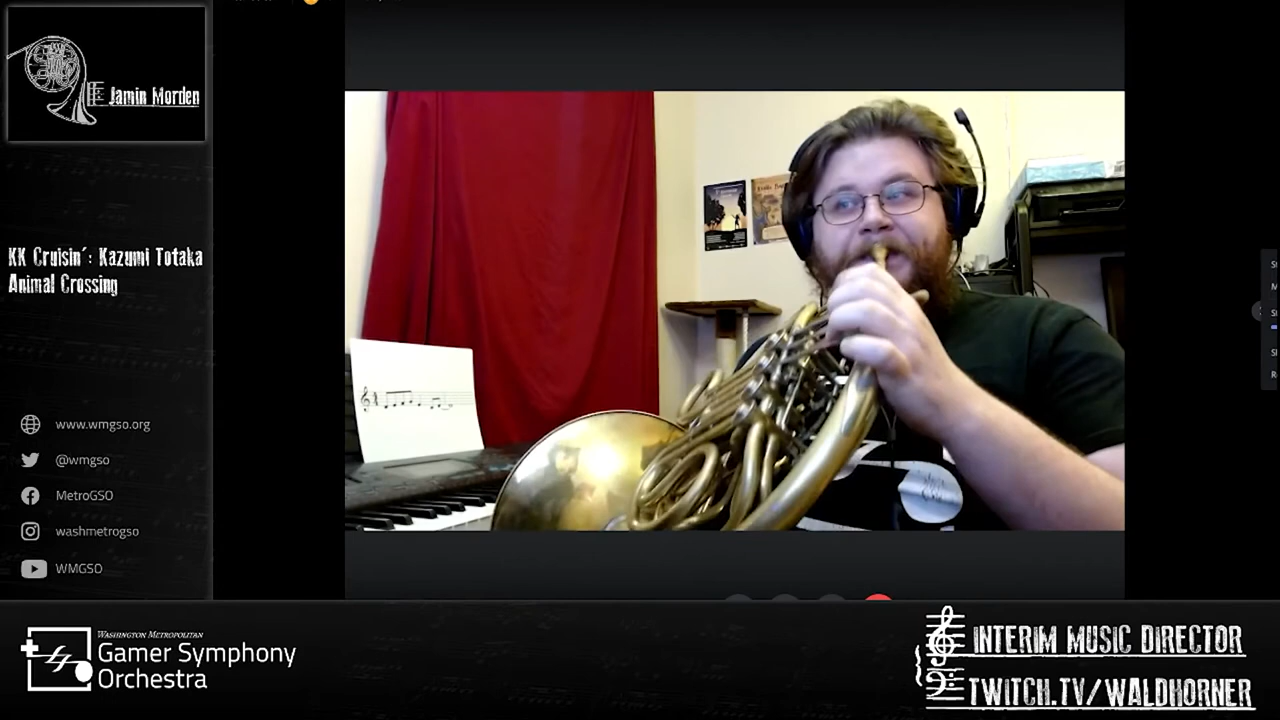 Jamin Morden
KK Cruisin´: Kazumi Totaka
Animal Crossing
www.wmgso.org
@wmgso
MetroGSO
washmetrogso
WMGSO
Washington Metropolitan
Gamer Symphony
Orchestra
INTERIM MUSIC DIRECTOR
TWITCH.TV/WALDHORNER